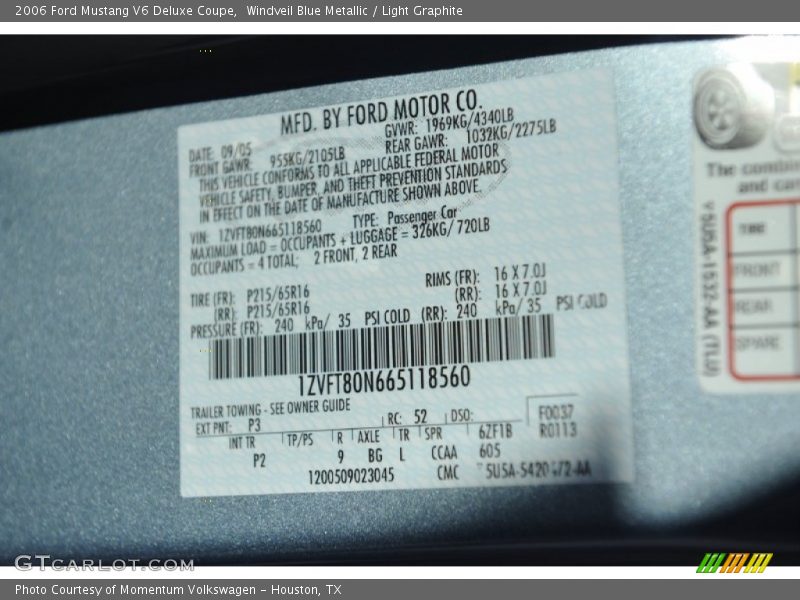 2006 Ford Mustang V6 Deluxe Coupe, Windveil Blue Metallic / Light Graphite
MFD. BY FORD MOTOR CO.
DATE: 09/05 GVWR: 1969KG/4340LB
FRONT GAWR: 955KG/2105LB REAR GAWR: 1032KG/2275LB
THIS VEHICLE CONFORMS TO ALL APPLICABLE FEDERAL MOTOR
VEHICLE SAFETY, BUMPER, AND THEFT PREVENTION STANDARDS
IN EFFECT ON THE DATE OF MANUFACTURE SHOWN ABOVE.
VIN: 1ZVFT80N665118560 TYPE: Passenger Car
MAXIMUM LOAD = OCCUPANTS + LUGGAGE = 326KG/ 720LB
OCCUPANTS = 4 TOTAL; 2 FRONT, 2 REAR
TIRE (FR): P215/65R16 RIMS (FR): 16 X 7.0J
(RR): P215/65R16 (RR): 16 X 7.0J
PRESSURE (FR): 240 kPa/ 35 PSI COLD (RR): 240 kPa/ 35 PSI COLD
1ZVFT80N665118560
TRAILER TOWING - SEE OWNER GUIDE
EXT PNT: P3 RC: 52 DSO: F0037
INT TR TP/PS R AXLE TR SPR 6ZF1B R0113
P2 9 BG L CCAA 605
1200509023045 CMC
The
and
TIRE
FRONT
REAR
SPARE
GTCARLOT.COM
Photo Courtesy of Momentum Volkswagen - Houston, TX